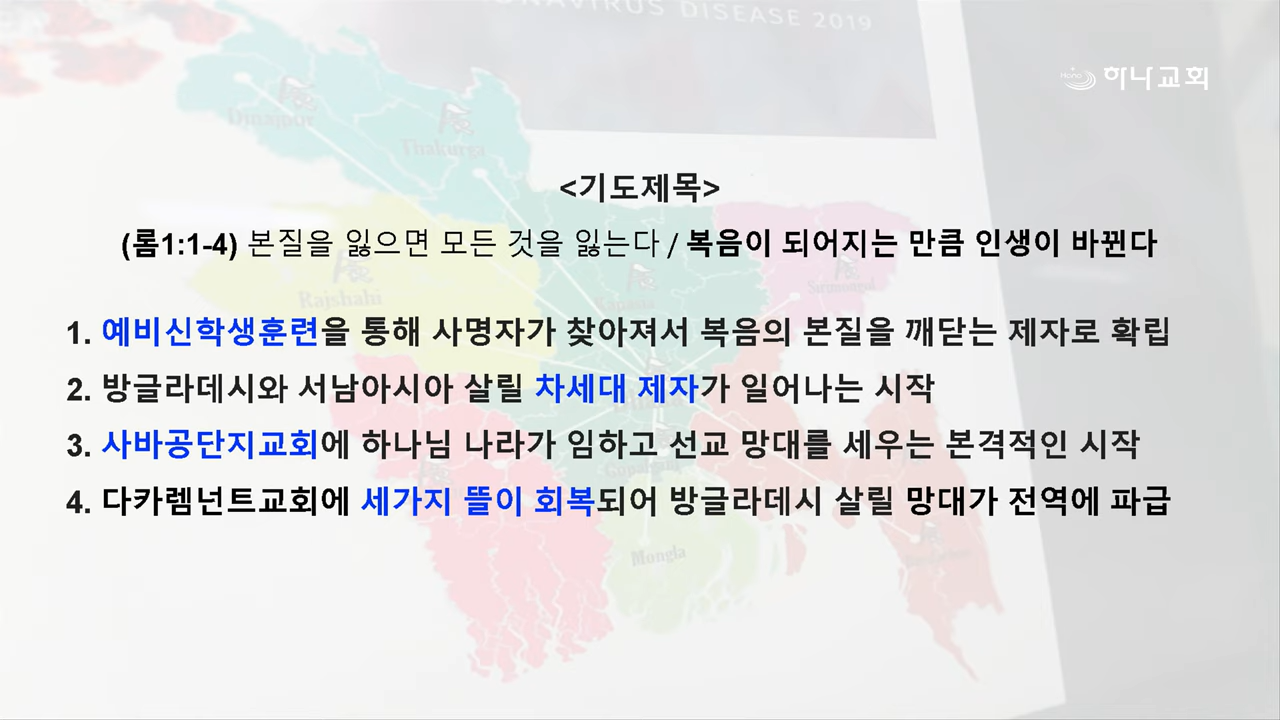 CORONAVIRUS DISEASE 2019
Hana 하나교회
Thakurga
<기도제목>
(롬1:1-4) 본질을 잃으면 모든 것을 잃는다 / 복음이 되어지는 만큼 인생이 바뀐다
Rajshahi
1. 예비신학생훈련을 통해 사명자가 찾아져서 복음의 본질을 깨닫는 제자로 확립
2. 방글라데시와 서남아시아 살릴 차세대 제자가 일어나는 시작
3. 사바공단지교회에 하나님 나라가 임하고 선교 망대를 세우는 본격적인 시작
4. 다카렘넌트교회에 세가지 뜰이 회복되어 방글라데시 살릴 망대가 전역에 파급
Mongla